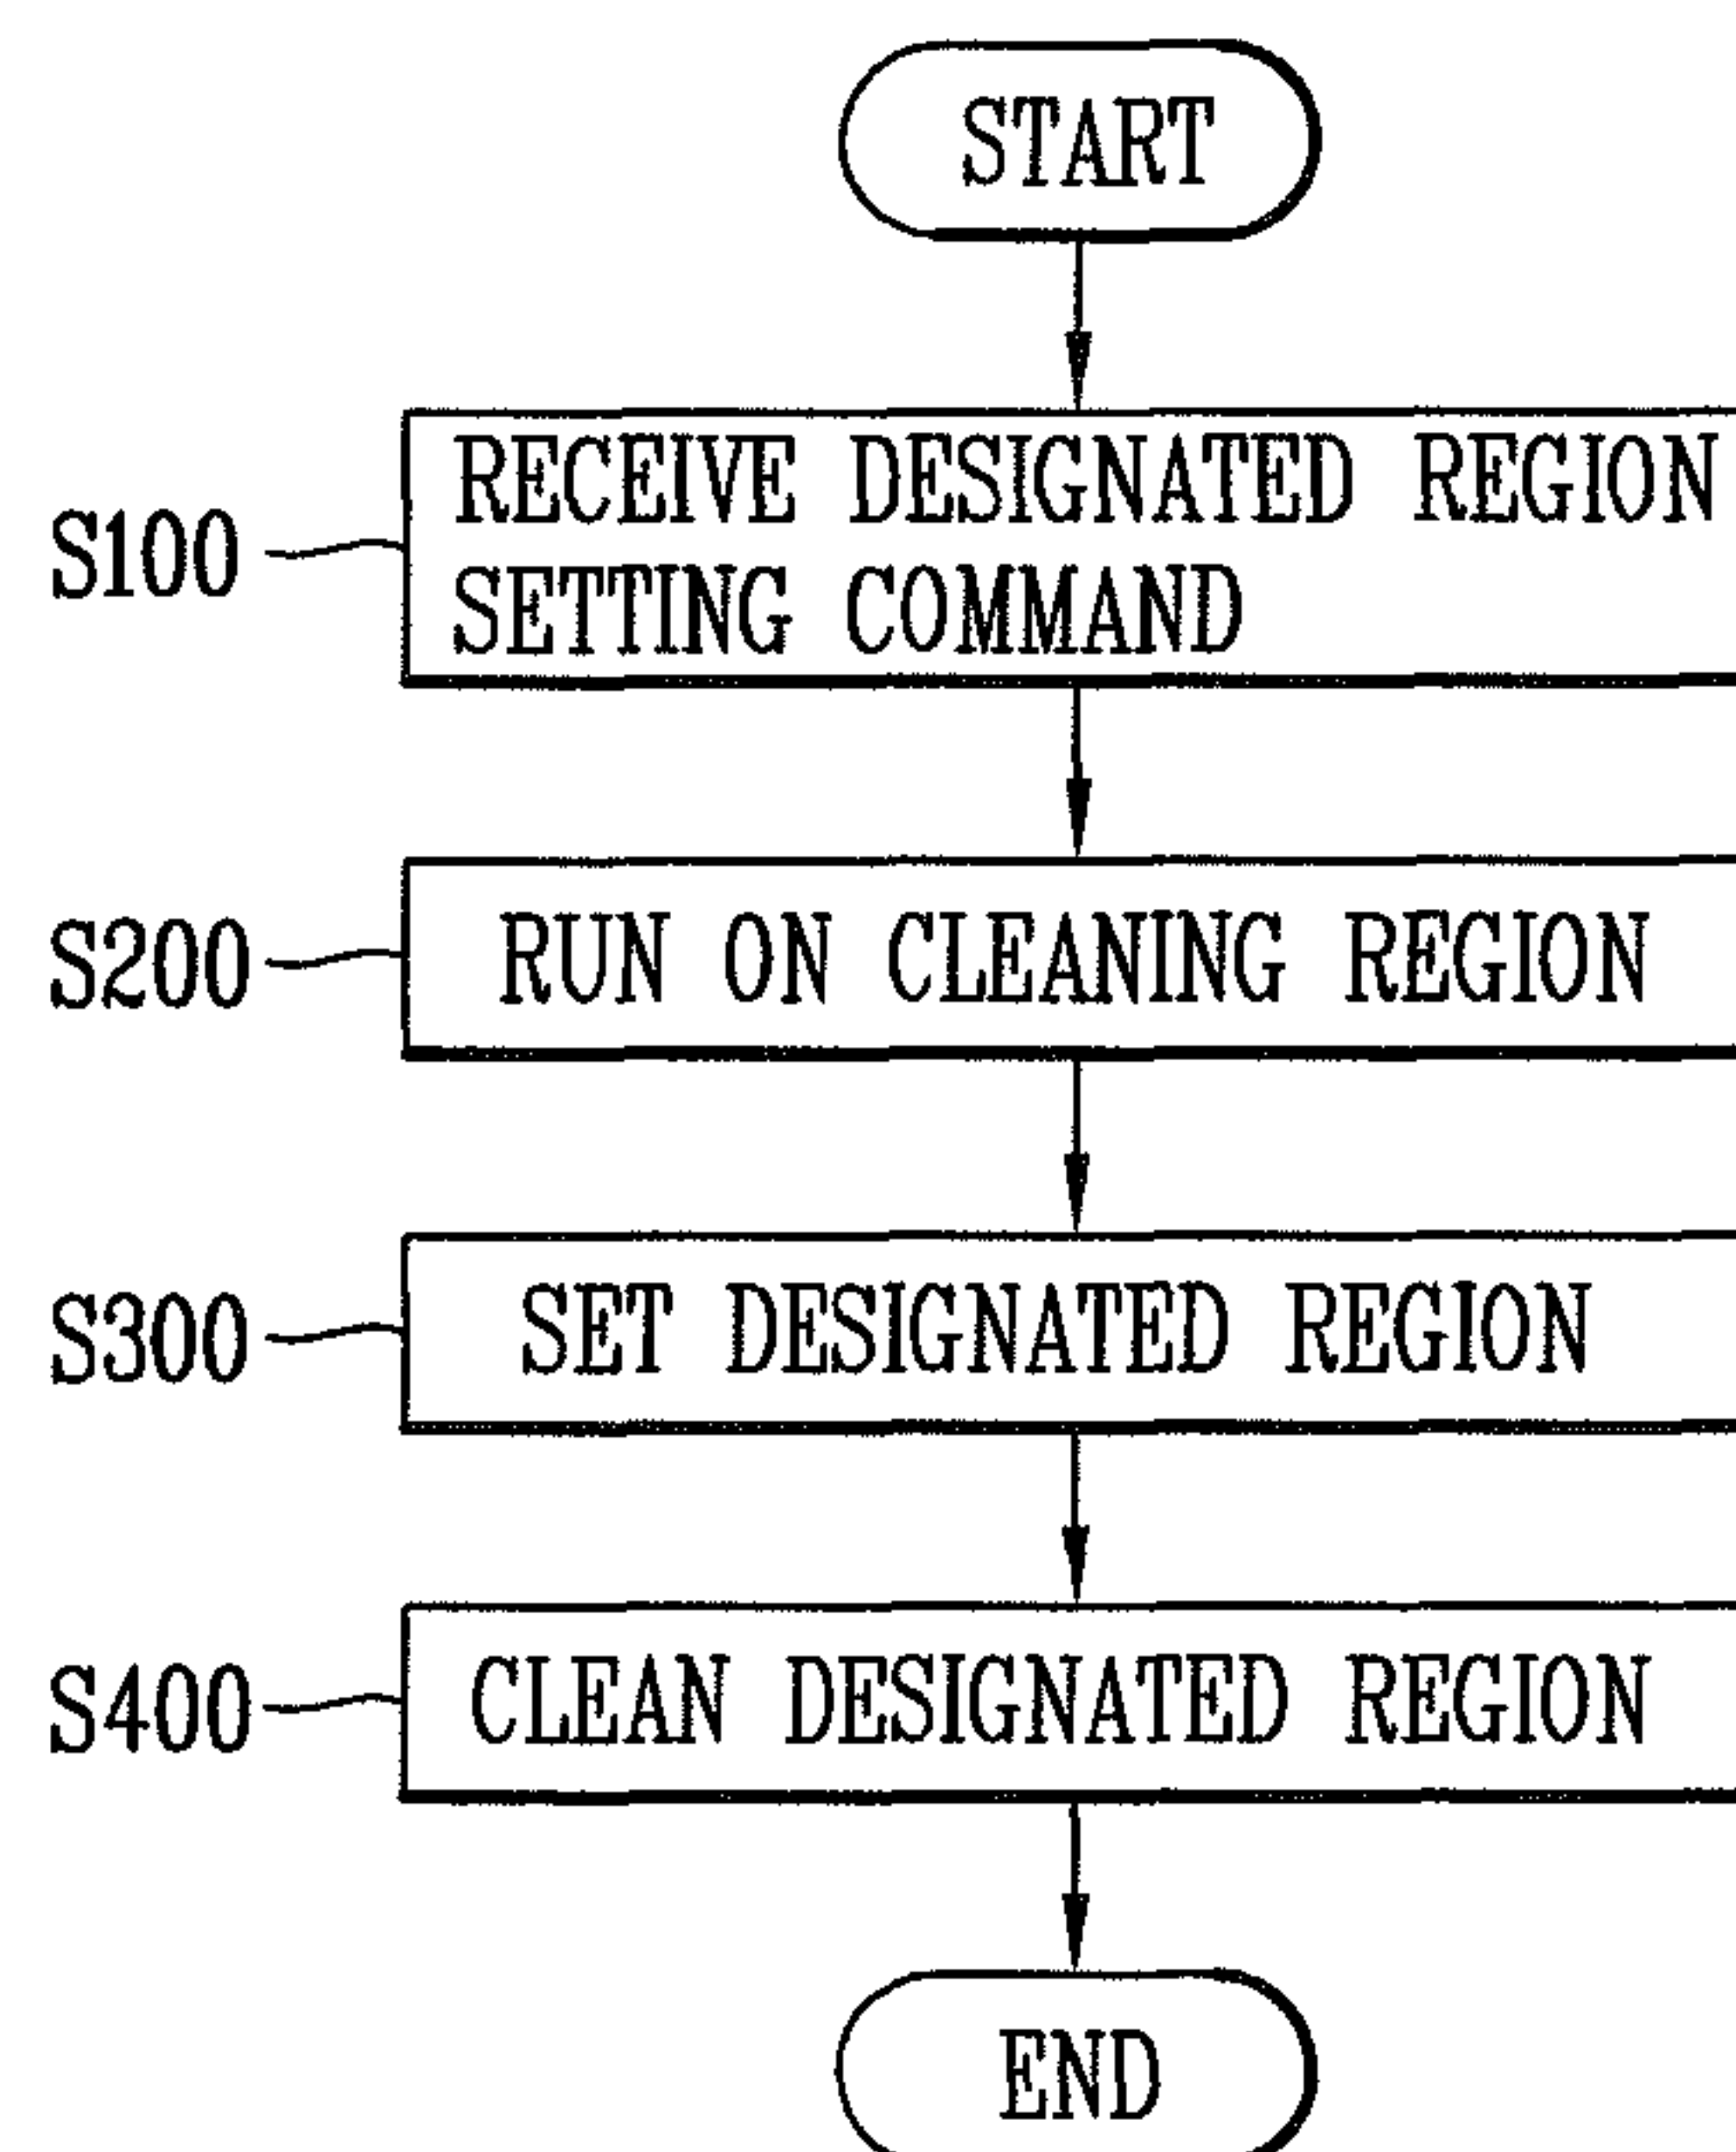 START
S100
RECEIVE DESIGNATED REGION
SETTING COMMAND
S200
RUN ON CLEANING REGION
S300
SET DESIGNATED REGION
S400
CLEAN DESIGNATED REGION
END